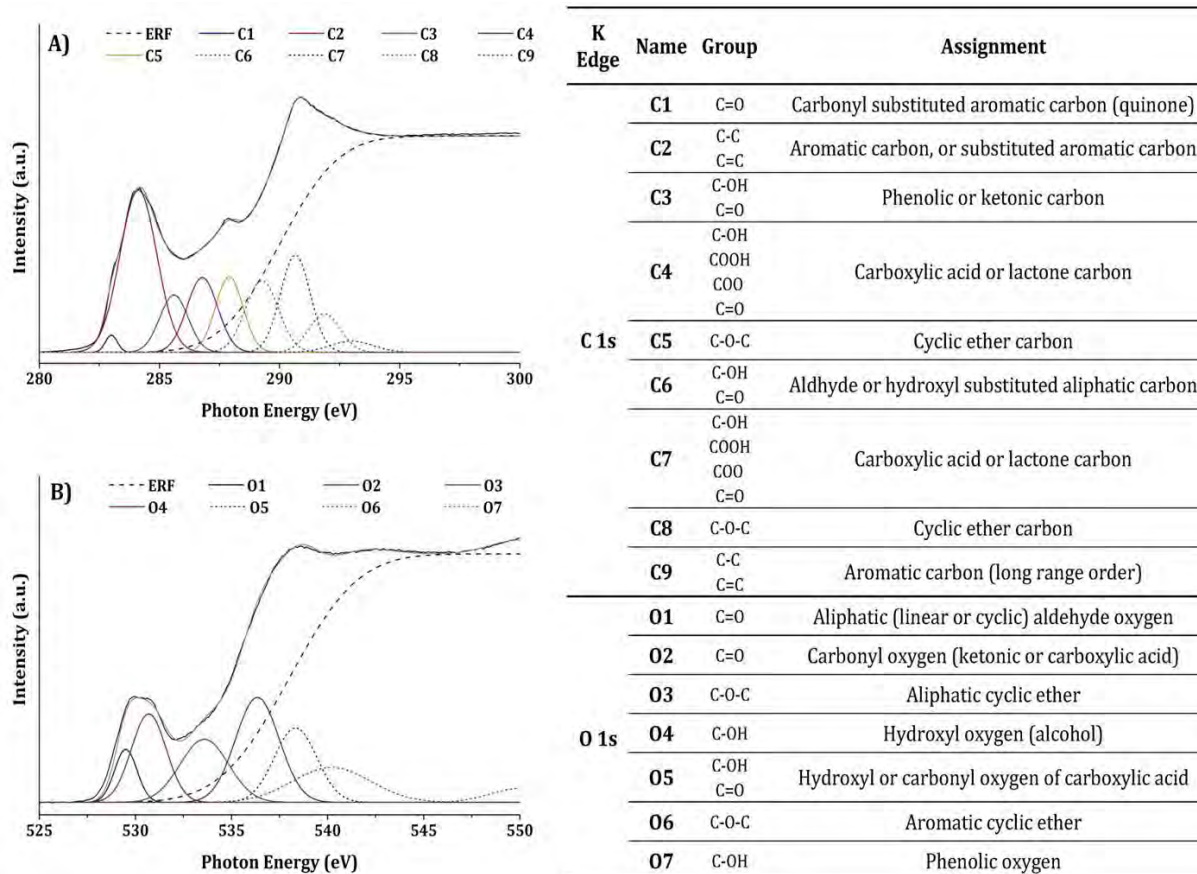 A)
ERF C1 C2 C3 C4
C5 C6 C7 C8 C9
Intensity (a.u.)
280 285 290 295 300
Photon Energy (eV)
B)
ERF O1 O2 O3
O4 O5 O6 O7
Intensity (a.u.)
525 530 535 540 545 550
Photon Energy (eV)
K
Edge
Name Group Assignment
C 1s
C1 C=O Carbonyl substituted aromatic carbon (quinone)
C2 C-C
C=C
Aromatic carbon, or substituted aromatic carbon
C3 C-OH
C=O
Phenolic or ketonic carbon
C4 C-OH
COOH
COO
C=O
Carboxylic acid or lactone carbon
C5 C-O-C Cyclic ether carbon
C6 C-OH
C=O
Aldhyde or hydroxyl substituted aliphatic carbon
C7 C-OH
COOH
COO
C=O
Carboxylic acid or lactone carbon
C8 C-O-C Cyclic ether carbon
C9 C-C
C=C
Aromatic carbon (long range order)
O 1s
O1 C=O Aliphatic (linear or cyclic) aldehyde oxygen
O2 C=O Carbonyl oxygen (ketonic or carboxylic acid)
O3 C-O-C Aliphatic cyclic ether
O4 C-OH Hydroxyl oxygen (alcohol)
O5 C-OH
C=O
Hydroxyl or carbonyl oxygen of carboxylic acid
O6 C-O-C Aromatic cyclic ether
O7 C-OH Phenolic oxygen